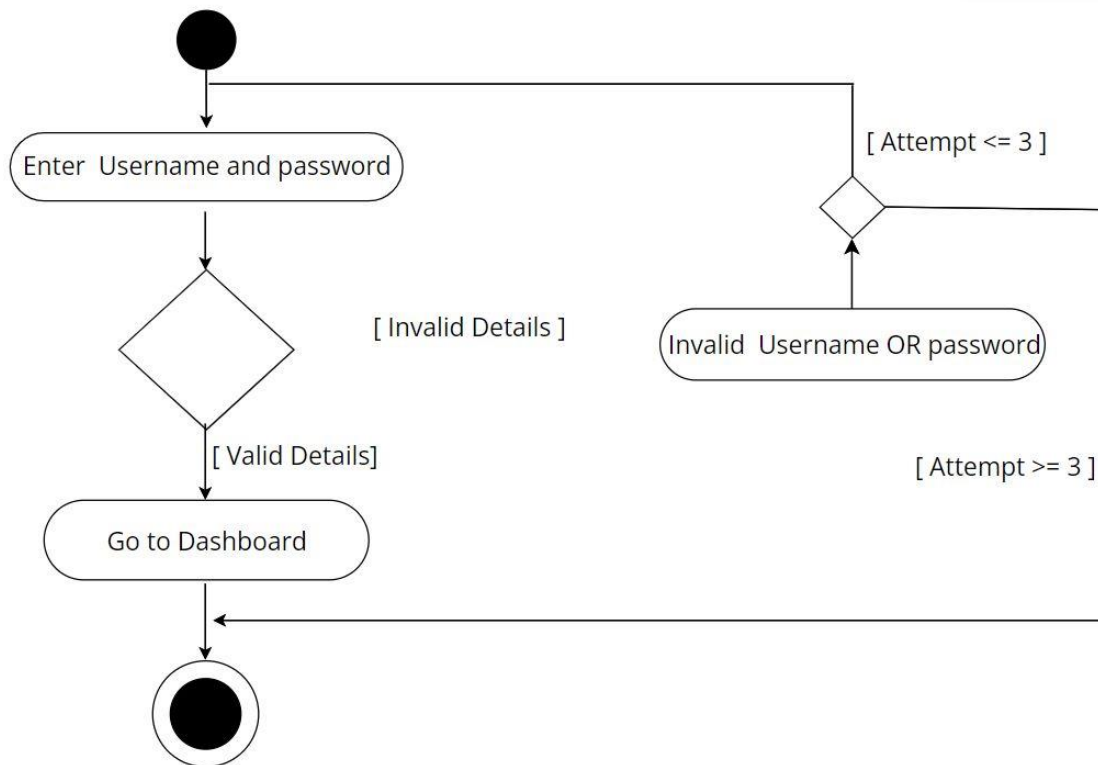 [ Attempt <= 3 ]
Enter Username and password
[ Invalid Details ]
Invalid Username OR password
[ Valid Details]
[ Attempt >= 3 ]
Go to Dashboard